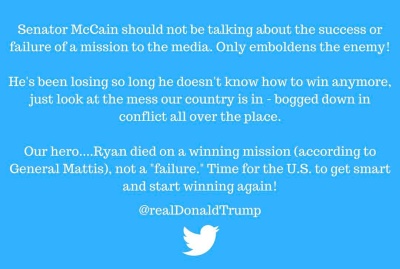 Senator McCain should not be talking about the success or
failure of a mission to the media. Only emboldens the enemy!
He's been losing so long he doesn't know how to win anymore,
just look at the mess our country is in - bogged down in
conflict all over the place.
Our hero....Ryan died on a winning mission (according to
General Mattis), not a "failure." Time for the U.S. to get smart
and start winning again!
@realDonaldTrump